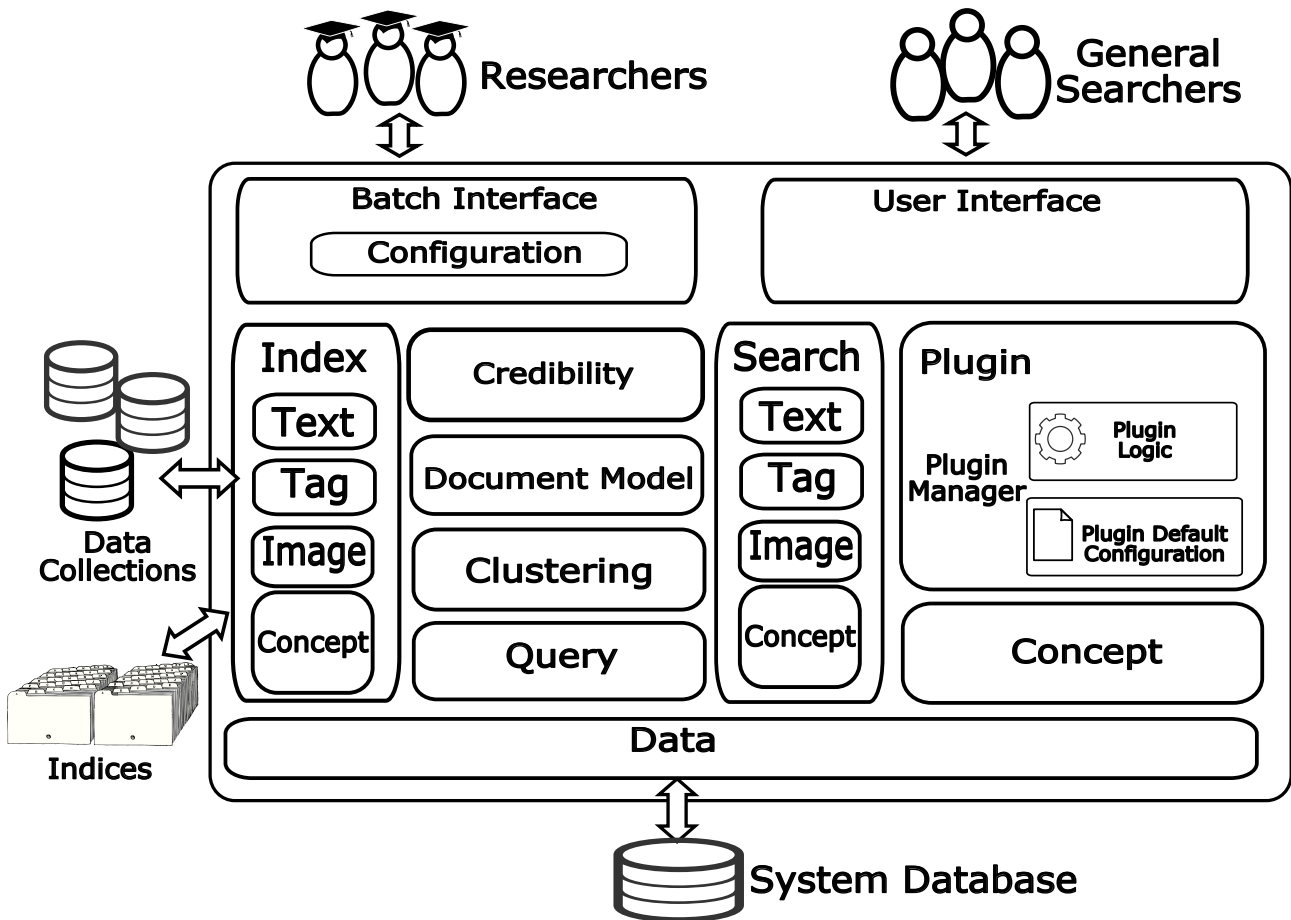 Researchers
General
Searchers
Batch Interface
Configuration
User Interface
Index
Text
Tag
Image
Concept
Credibility
Document Model
Clustering
Query
Search
Text
Tag
Image
Concept
Plugin
Plugin
Manager
Plugin
Logic
Plugin Default
Configuration
Concept
Data
Collections
Indices
Data
System Database